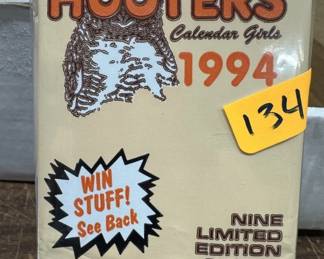 HOOTERS
Calendar Girls
1994
134
WIN
STUFF!
See Back
NINE
LIMITED
EDITION